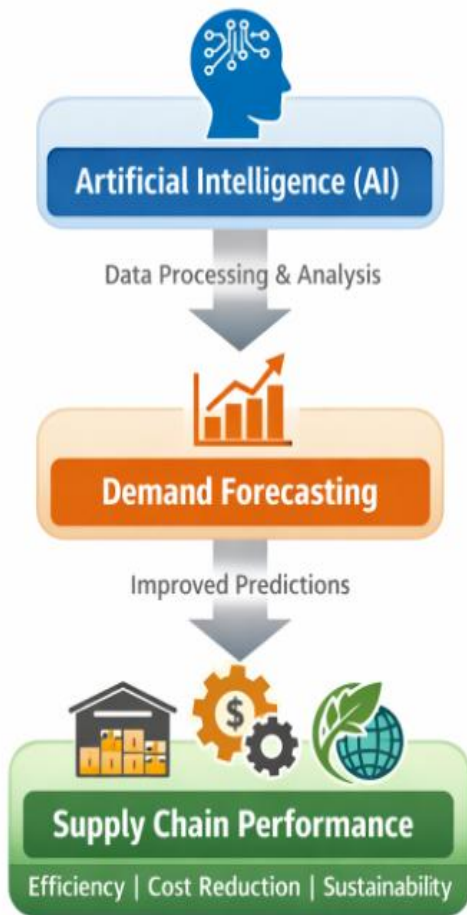 Artificial Intelligence (AI)
Data Processing & Analysis
Demand Forecasting
Improved Predictions
$
Supply Chain Performance
Efficiency | Cost Reduction | Sustainability